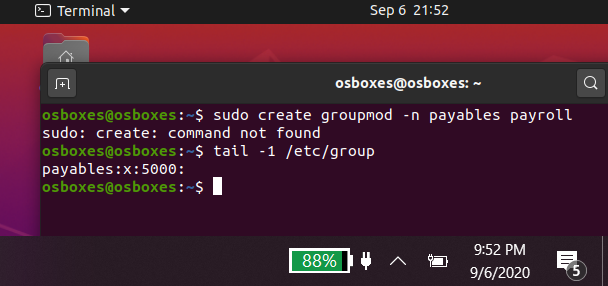 Terminal
Sep 6 21:52
osboxes@osboxes: ~
osboxes@osboxes:~$ sudo create groupmod -n payables payroll
sudo: create: command not found
osboxes@osboxes:~$ tail -1 /etc/group
payables:x:5000:
osboxes@osboxes:~$
88%
9:52 PM
9/6/2020
5